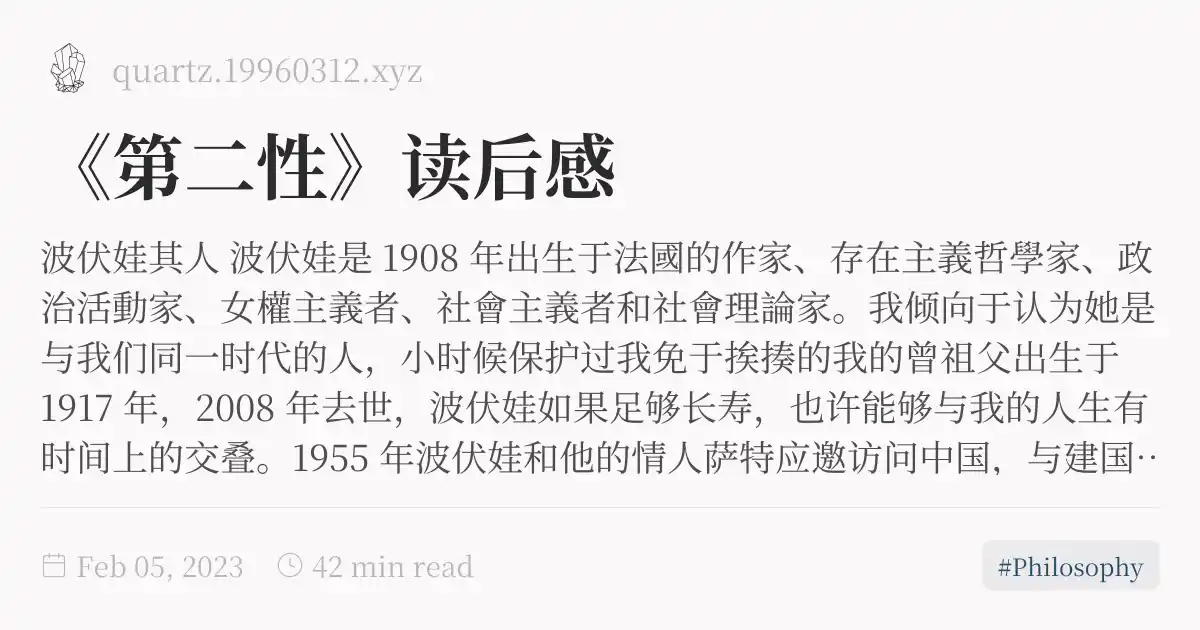 quartz.19960312.xyz
《第二性》读后感
波伏娃其人 波伏娃是 1908 年出生于法國的作家、存在主義哲學家、政
治活動家、女權主義者、社會主義者和社會理論家。我倾向于认为她是
与我们同一时代的人，小时候保护过我免于挨揍的我的曾祖父出生于
1917 年，2008 年去世，波伏娃如果足够长寿，也许能够与我的人生有
时间上的交叠。1955 年波伏娃和他的情人萨特应邀访问中国，与建国··
Feb 05, 2023 42 min read
#Philosophy